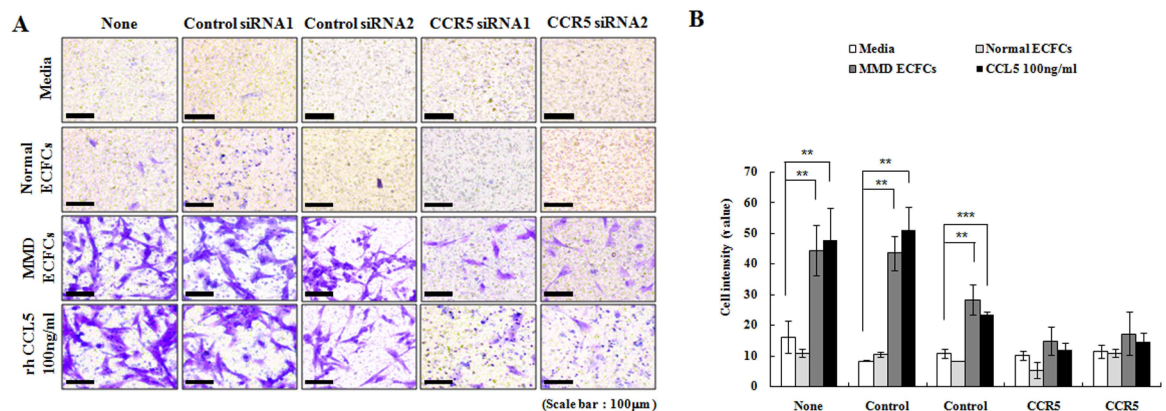 A
None
Control siRNA1
Control siRNA2
CCR5 siRNA1
CCR5 siRNA2
Media
Normal
ECFCs
MMD
ECFCs
rh CCL5
100ng/ml
(Scale bar : 100μm)
B
Media
Normal ECFCs
MMD ECFCs
CCL5 100ng/ml
Cell intensity (x value)
70
60
50
40
30
20
10
0
**
**
**
**
***
**
None
Control
Control
CCR5
CCR5